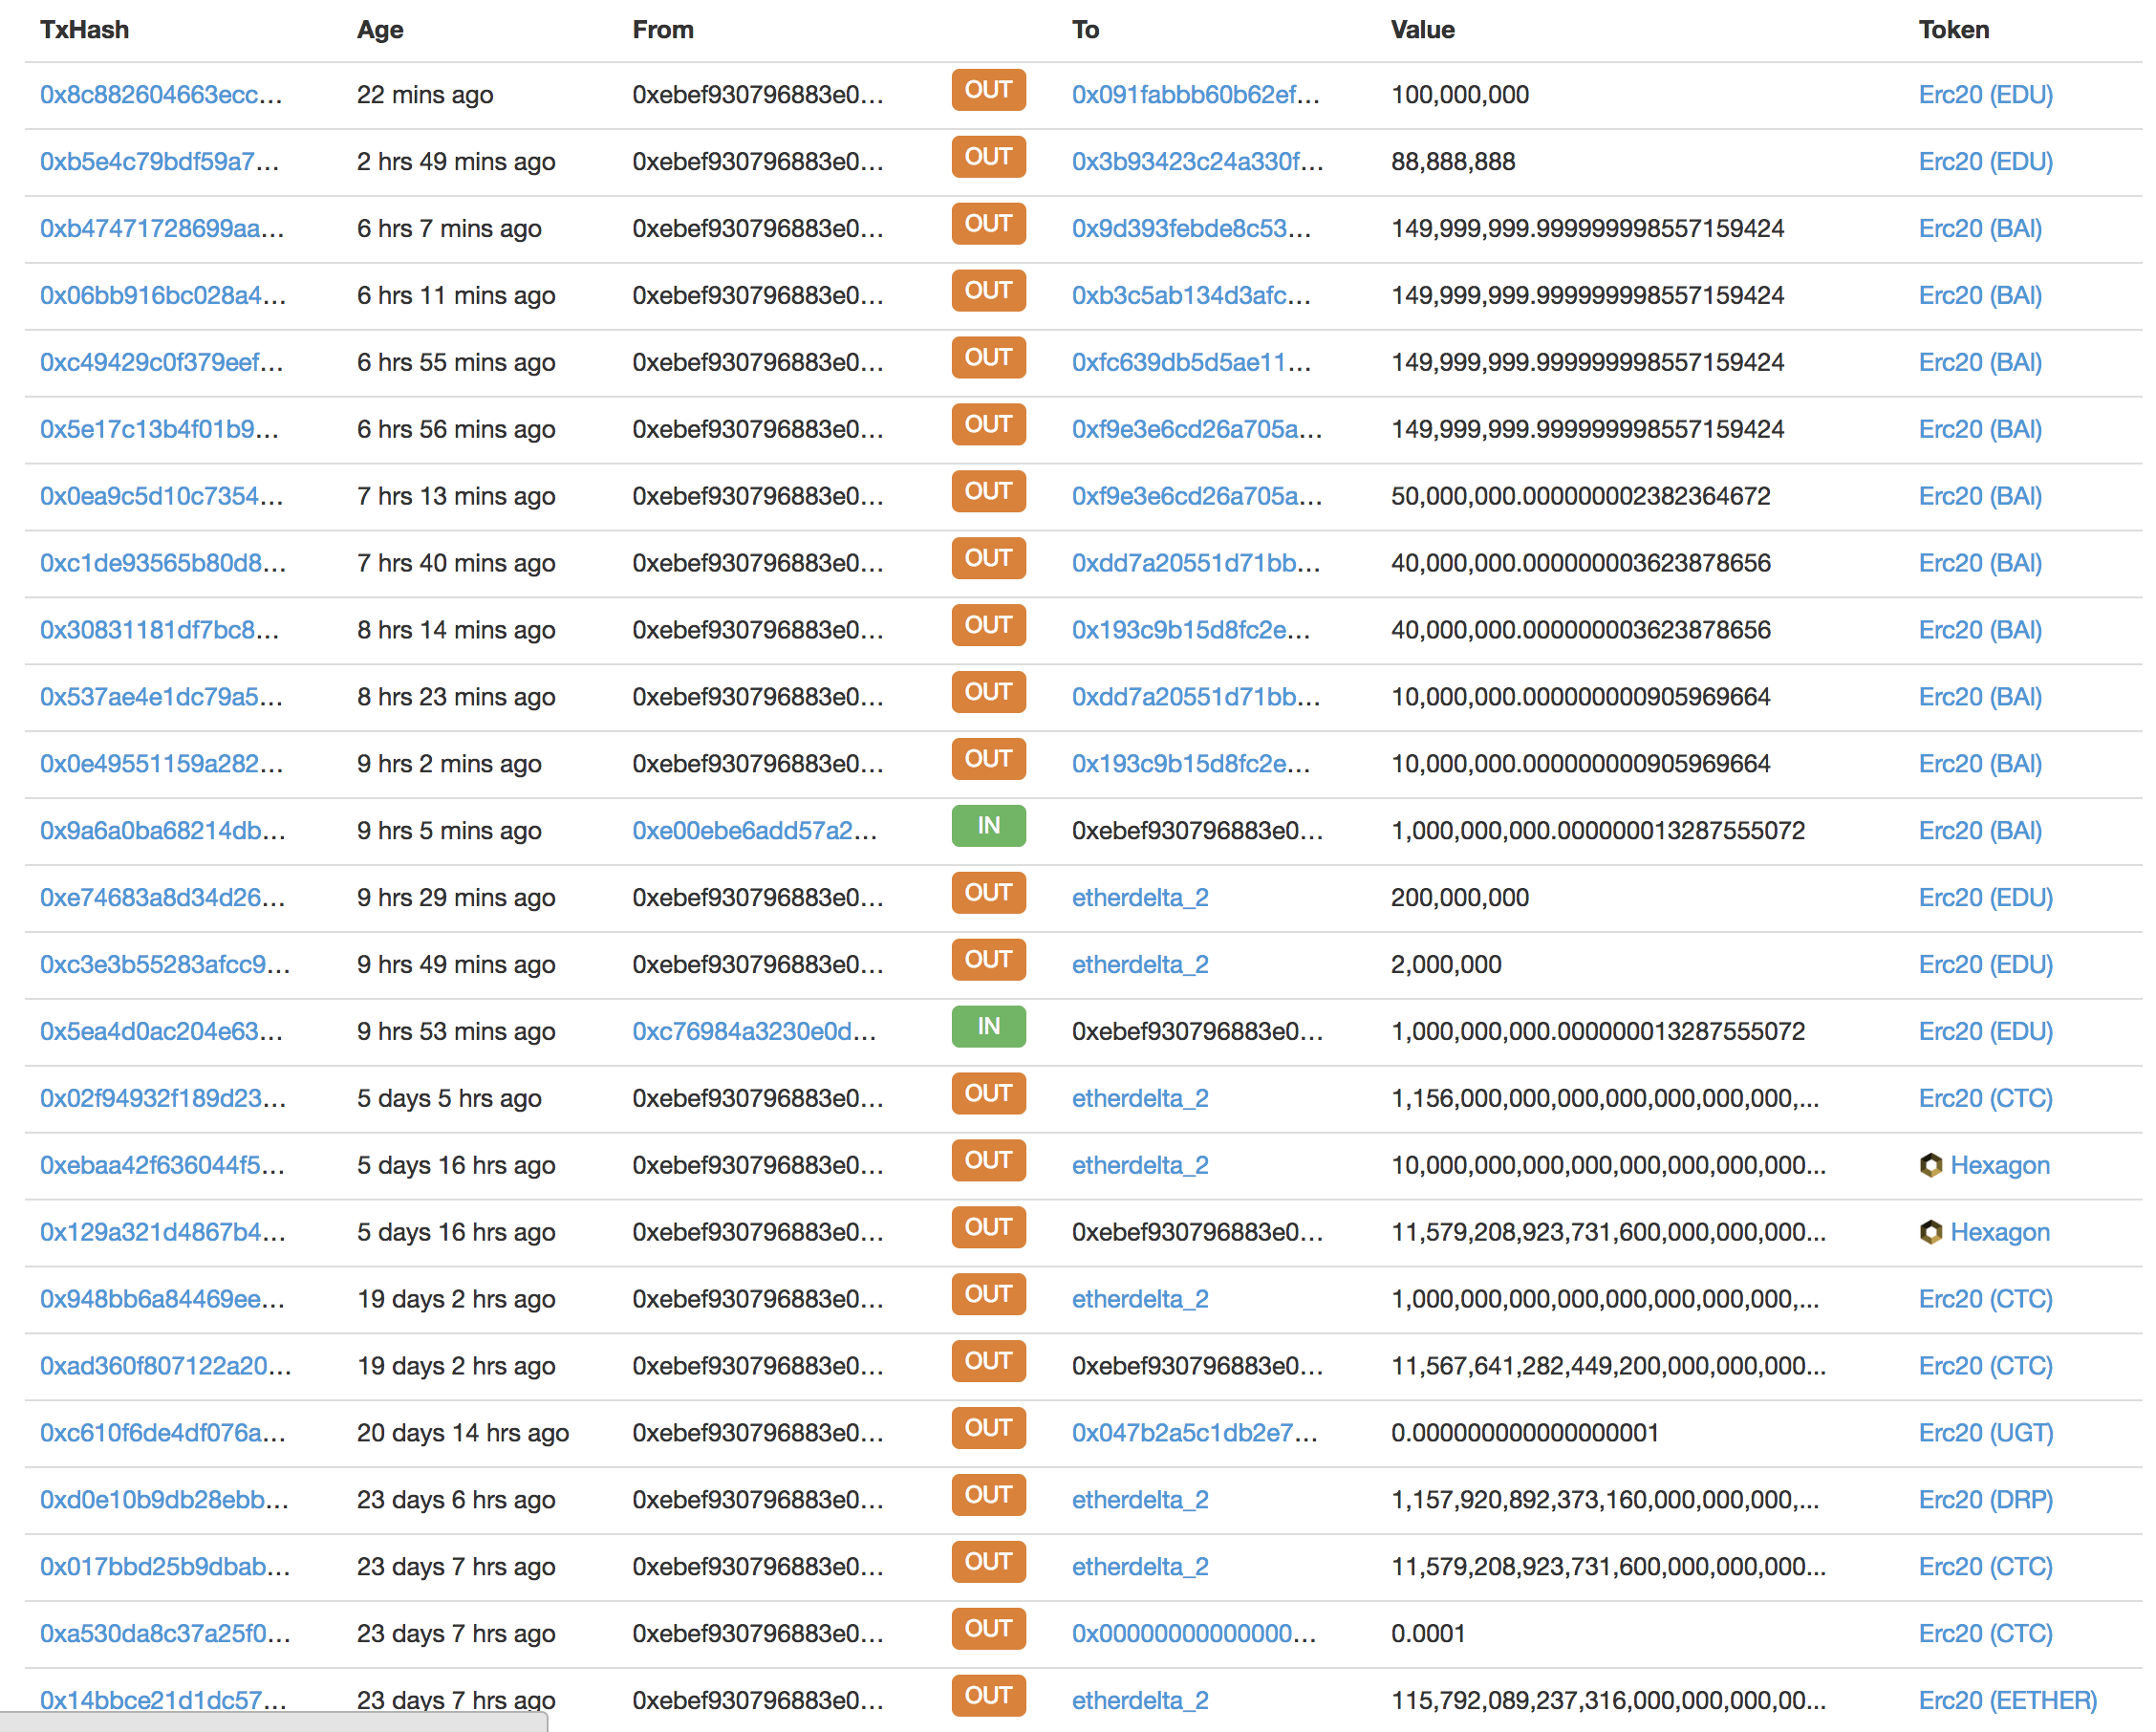 TxHash Age From To Value Token
0x8c882604663ecc... 22 mins ago 0xebef930796883e0... OUT 0x091fabbb60b62ef... 100,000,000 Erc20 (EDU)
0xb5e4c79bdf59a7... 2 hrs 49 mins ago 0xebef930796883e0... OUT 0x3b93423c24a330f... 88,888,888 Erc20 (EDU)
0xb47471728699aa... 6 hrs 7 mins ago 0xebef930796883e0... OUT 0x9d393febde8c53... 149,999,999.999999998557159424 Erc20 (BAI)
0x06bb916bc028a4... 6 hrs 11 mins ago 0xebef930796883e0... OUT 0xb3c5ab134d3afc... 149,999,999.999999998557159424 Erc20 (BAI)
0xc49429c0f379eef... 6 hrs 55 mins ago 0xebef930796883e0... OUT 0xfc639db5d5ae11... 149,999,999.999999998557159424 Erc20 (BAI)
0x5e17c13b4f01b9... 6 hrs 56 mins ago 0xebef930796883e0... OUT 0xf9e3e6cd26a705a... 149,999,999.999999998557159424 Erc20 (BAI)
0x0ea9c5d10c7354... 7 hrs 13 mins ago 0xebef930796883e0... OUT 0xf9e3e6cd26a705a... 50,000,000.000000002382364672 Erc20 (BAI)
0xc1de93565b80d8... 7 hrs 40 mins ago 0xebef930796883e0... OUT 0xdd7a20551d71bb... 40,000,000.000000003623878656 Erc20 (BAI)
0x30831181df7bc8... 8 hrs 14 mins ago 0xebef930796883e0... OUT 0x193c9b15d8fc2e... 40,000,000.000000003623878656 Erc20 (BAI)
0x537ae4e1dc79a5... 8 hrs 23 mins ago 0xebef930796883e0... OUT 0xdd7a20551d71bb... 10,000,000.000000000905969664 Erc20 (BAI)
0x0e49551159a282... 9 hrs 2 mins ago 0xebef930796883e0... OUT 0x193c9b15d8fc2e... 10,000,000.000000000905969664 Erc20 (BAI)
0x9a6a0ba68214db... 9 hrs 5 mins ago 0xe00ebe6add57a2... IN 0xebef930796883e0... 1,000,000,000.000000013287555072 Erc20 (BAI)
0xe74683a8d34d26... 9 hrs 29 mins ago 0xebef930796883e0... OUT etherdelta_2 200,000,000 Erc20 (EDU)
0xc3e3b55283afcc9... 9 hrs 49 mins ago 0xebef930796883e0... OUT etherdelta_2 2,000,000 Erc20 (EDU)
0x5ea4d0ac204e63... 9 hrs 53 mins ago 0xc76984a3230e0d... IN 0xebef930796883e0... 1,000,000,000.000000013287555072 Erc20 (EDU)
0x02f94932f189d23... 5 days 5 hrs ago 0xebef930796883e0... OUT etherdelta_2 1,156,000,000,000,000,000,000,000,... Erc20 (CTC)
0xebaa42f636044f5... 5 days 16 hrs ago 0xebef930796883e0... OUT etherdelta_2 10,000,000,000,000,000,000,000,000... Hexagon
0x129a321d4867b4... 5 days 16 hrs ago 0xebef930796883e0... OUT 0xebef930796883e0... 11,579,208,923,731,600,000,000,000... Hexagon
0x948bb6a84469ee... 19 days 2 hrs ago 0xebef930796883e0... OUT etherdelta_2 1,000,000,000,000,000,000,000,000,... Erc20 (CTC)
0xad360f807122a20... 19 days 2 hrs ago 0xebef930796883e0... OUT 0xebef930796883e0... 11,567,641,282,449,200,000,000,000... Erc20 (CTC)
0xc610f6de4df076a... 20 days 14 hrs ago 0xebef930796883e0... OUT 0x047b2a5c1db2e7... 0.000000000000000001 Erc20 (UGT)
0xd0e10b9db28ebb... 23 days 6 hrs ago 0xebef930796883e0... OUT etherdelta_2 1,157,920,892,373,160,000,000,000,... Erc20 (DRP)
0x017bbd25b9dbab... 23 days 7 hrs ago 0xebef930796883e0... OUT etherdelta_2 11,579,208,923,731,600,000,000,000... Erc20 (CTC)
0xa530da8c37a25f0... 23 days 7 hrs ago 0xebef930796883e0... OUT 0x00000000000000... 0.0001 Erc20 (CTC)
0x14bbce21d1dc57... 23 days 7 hrs ago 0xebef930796883e0... OUT etherdelta_2 115,792,089,237,316,000,000,000,00... Erc20 (EETHER)